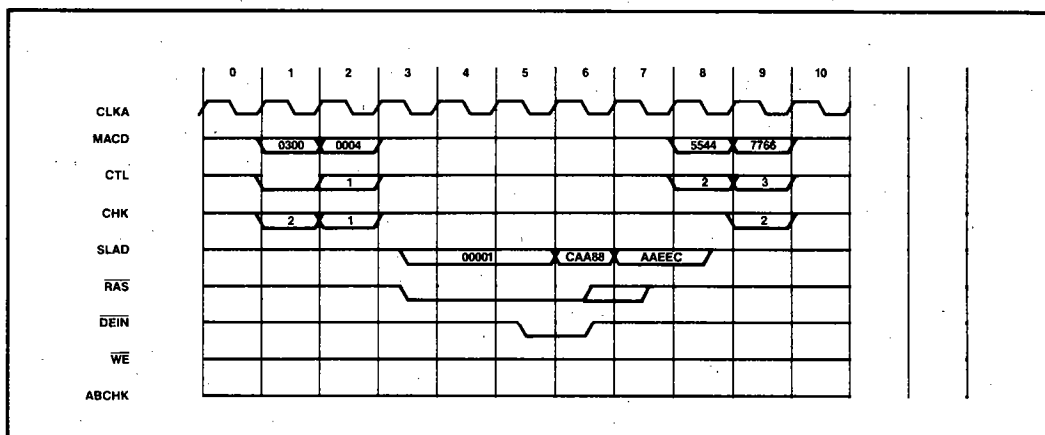 0 1 2 3 4 5 6 7 8 9 10
CLKA
MACD 0300 0004 5544 7766
CTL 1 2 3
CHK 2 1 2
SLAD 00001 CAA88 AAEEC
RAS
DEIN
WE
ABCHK